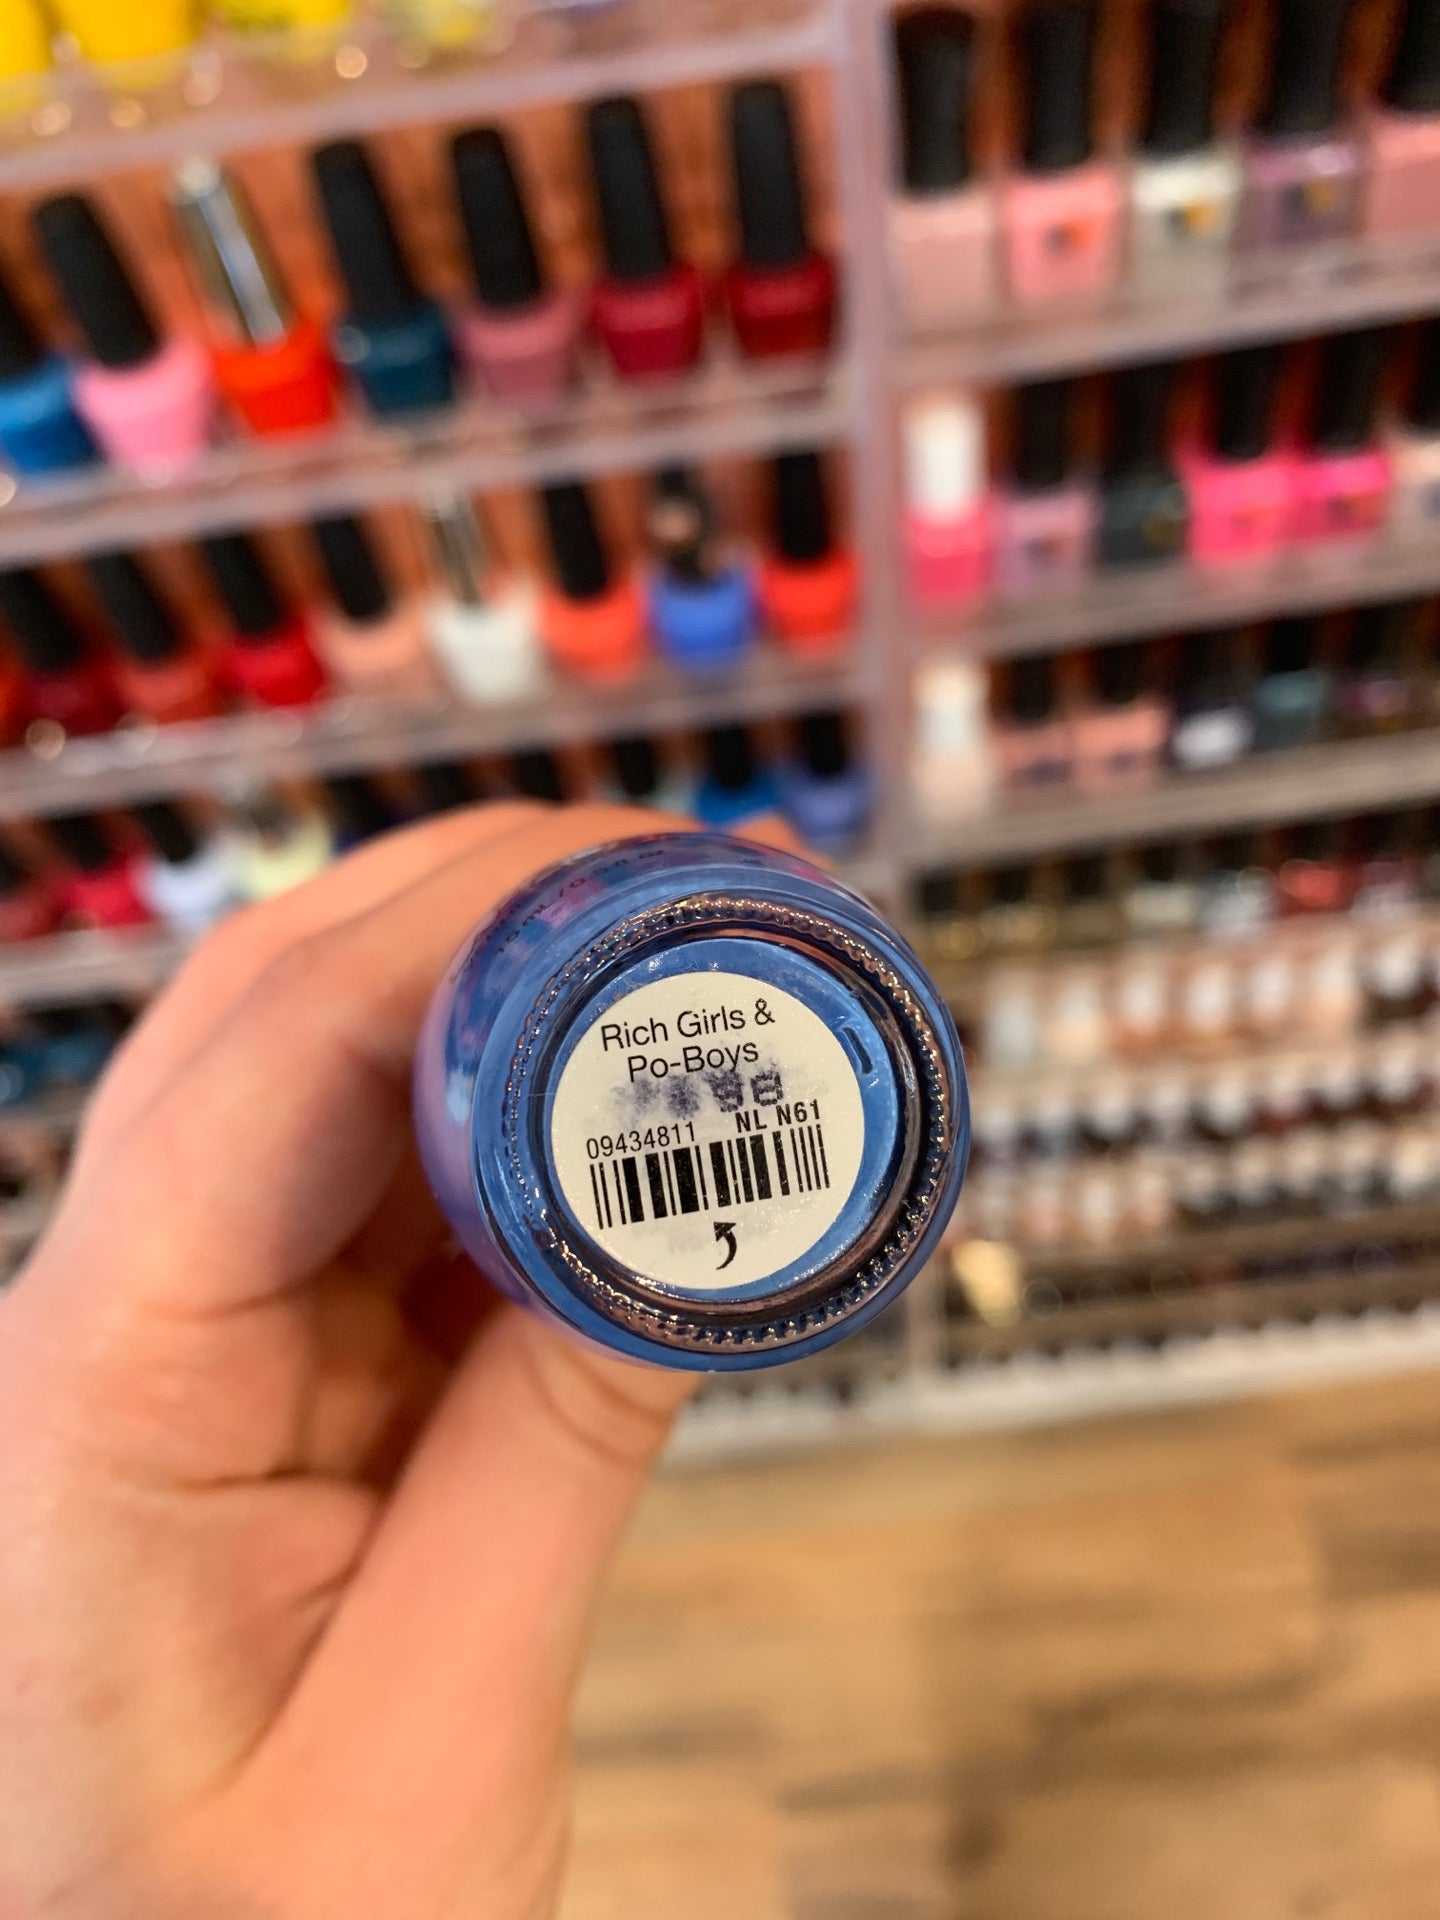 Rich Girls &
Po-Boys
NL N61
09434811